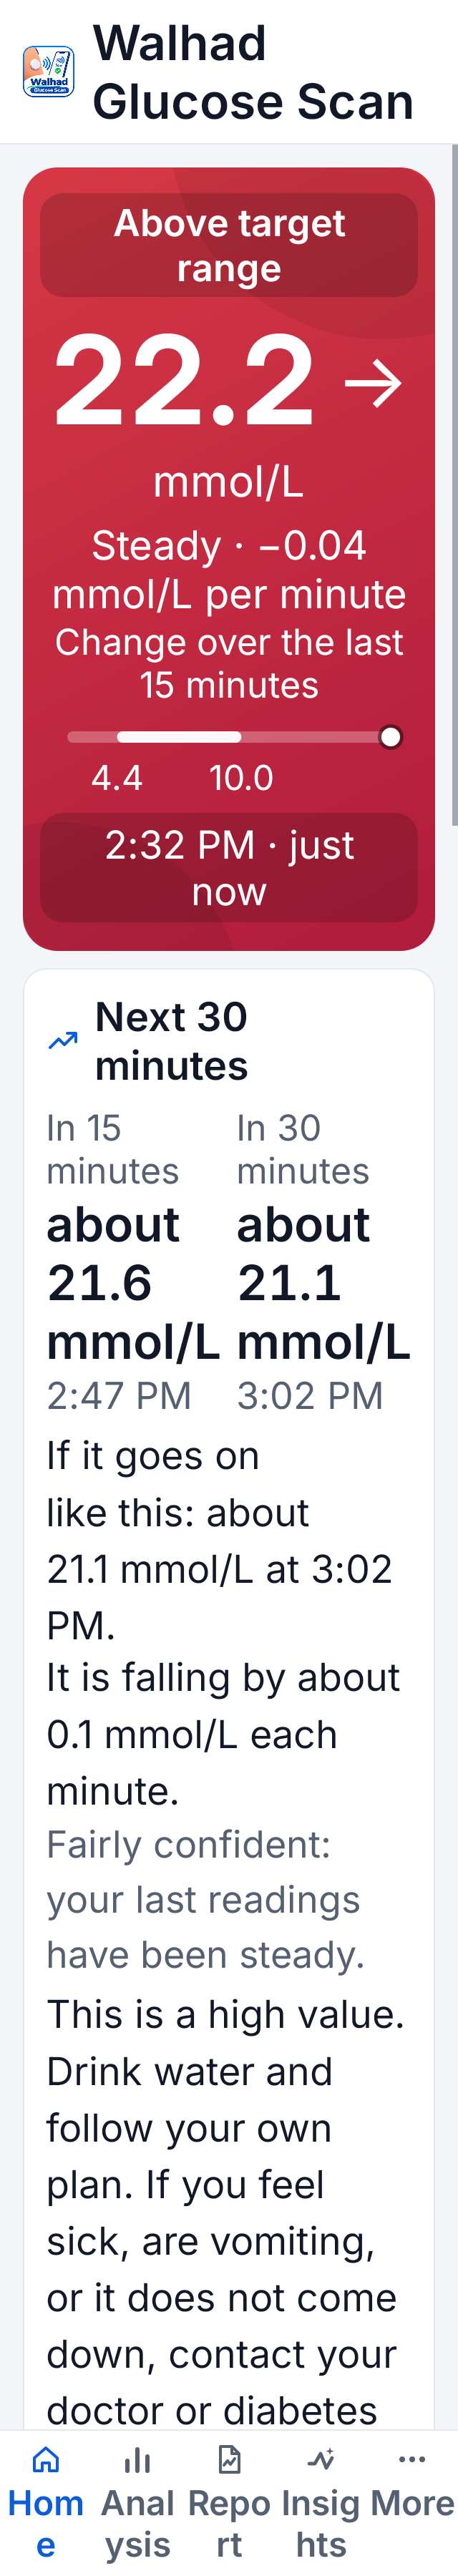 Walhad
Glucose Scan
Walhad
Glucose Scan
Above target
range
22.2 →
mmol/L
Steady · −0.04
mmol/L per minute
Change over the last
15 minutes
4.4 10.0
2:32 PM · just
now
Next 30
minutes
In 15
minutes
about
21.6
mmol/L
2:47 PM
In 30
minutes
about
21.1
mmol/L
3:02 PM
If it goes on
like this: about
21.1 mmol/L at 3:02
PM.
It is falling by about
0.1 mmol/L each
minute.
Fairly confident:
your last readings
have been steady.
This is a high value.
Drink water and
follow your own
plan. If you feel
sick, are vomiting,
or it does not come
down, contact your
doctor or diabetes
Hom
e
Anal
ysis
Repo
rt
Insig
hts
More